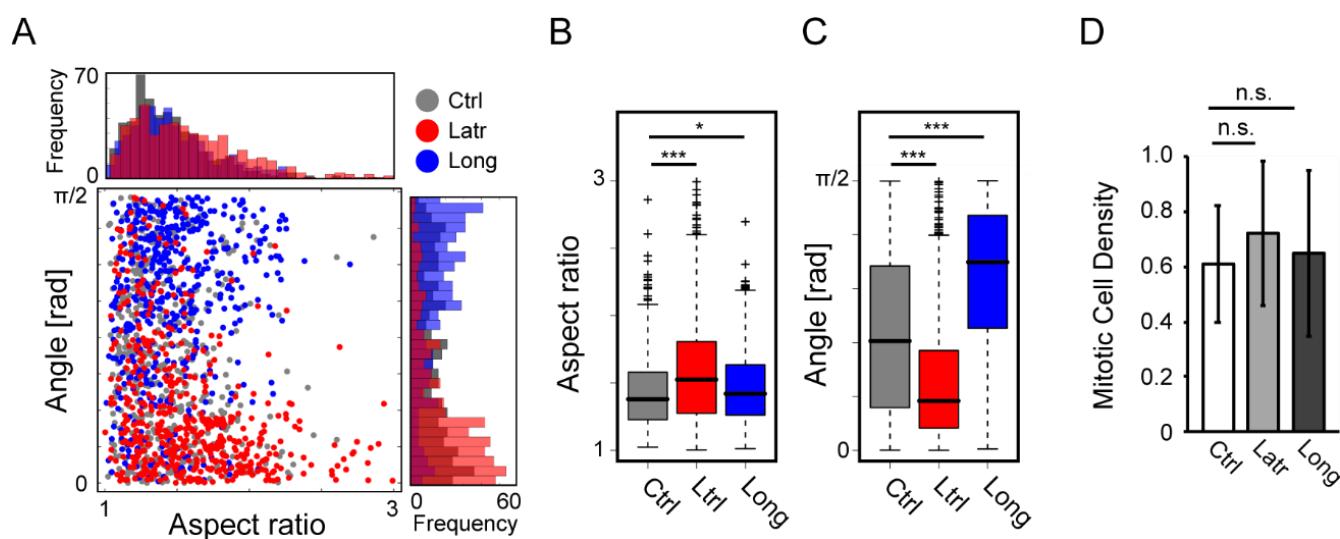 A
B
C
D
Frequency
70
0
Ctrl
Latr
Long
π/2
Angle [rad]
0
1
3
Aspect ratio
0
60
Frequency
Aspect ratio
3
1
*
***
Ctrl
Ltrl
Long
Angle [rad]
π/2
0
***
***
Ctrl
Ltrl
Long
Mitotic Cell Density
n.s.
n.s.
1.0
0.8
0.6
0.4
0.2
0
Ctrl
Latr
Long